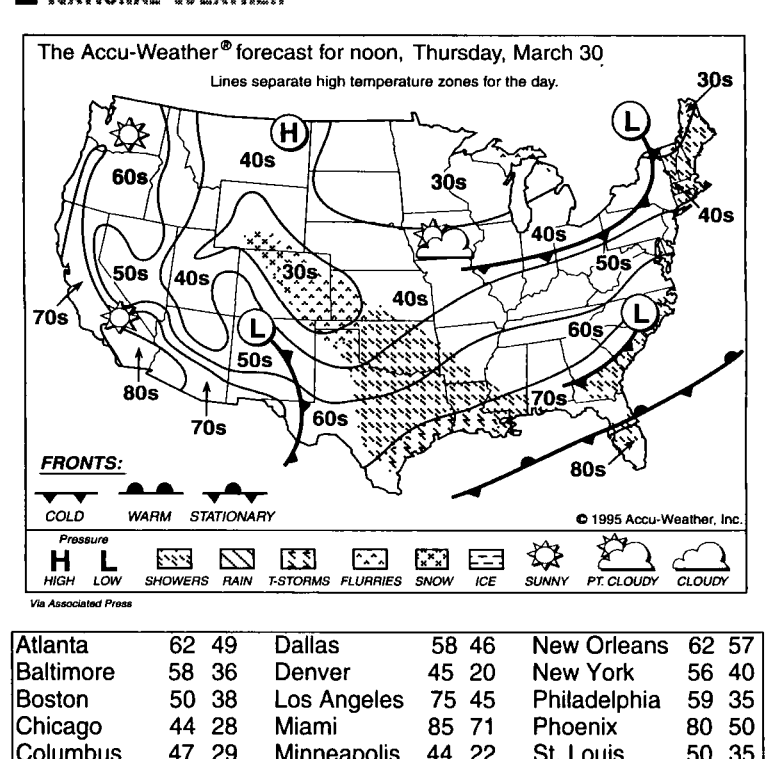 The Accu-Weather® forecast for noon, Thursday, March 30
Lines separate high temperature zones for the day.
30s
L
H
40s
60s
30s
40s
40s
50s
40s
30s
50s
70s
40s
L
L
60s
50s
80s
70s
60s
70s
80s
FRONTS:
COLD WARM STATIONARY
© 1995 Accu-Weather, Inc.
Pressure
H L
HIGH LOW SHOWERS RAIN T-STORMS FLURRIES SNOW ICE SUNNY PT. CLOUDY CLOUDY
Via Associated Press
Atlanta 62 49 Dallas 58 46 New Orleans 62 57
Baltimore 58 36 Denver 45 20 New York 56 40
Boston 50 38 Los Angeles 75 45 Philadelphia 59 35
Chicago 44 28 Miami 85 71 Phoenix 80 50
Columbus 47 29 Minneapolis 44 22 St. Louis 50 35